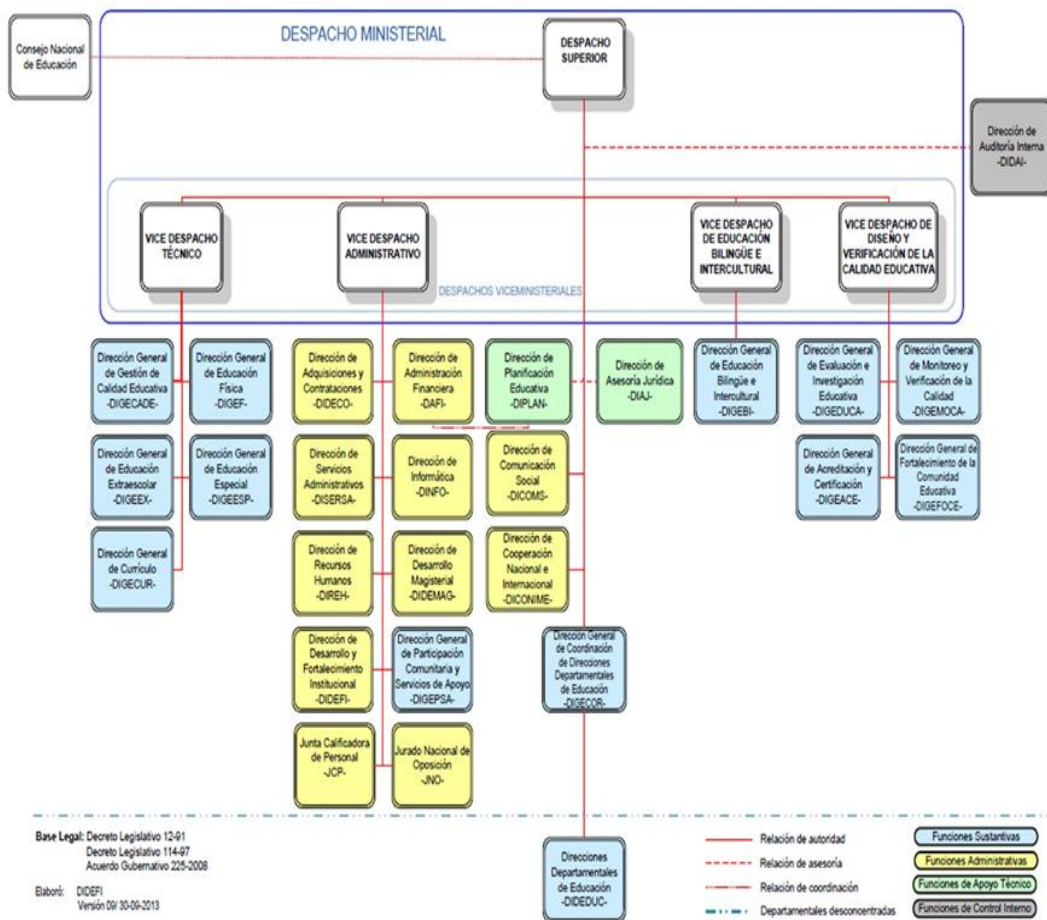 DESPACHO MINISTERIAL
Consejo Nacional
de Educación
DESPACHO
SUPERIOR
Dirección de
Auditoría Interna
-DIDAI-
VICE DESPACHO
TÉCNICO
VICE DESPACHO
ADMINISTRATIVO
VICE DESPACHO
DE EDUCACIÓN
BILINGÜE E
INTERCULTURAL
VICE DESPACHO DE
DISEÑO Y
VERIFICACIÓN DE LA
CALIDAD EDUCATIVA
DESPACHOS VICEMINISTERIALES
Dirección General
de Gestión de
Calidad Educativa
-DIGECADE-
Dirección General
de Educación
Física
-DIGEF-
Dirección de
Adquisiciones y
Contrataciones
-DIDECO-
Dirección de
Administración
Financiera
-DAFI-
Dirección de
Planificación
Educativa
-DIPLAN-
Dirección de
Asesoría Jurídica
-DIAJ-
Dirección General
de Educación
Bilingüe e
Intercultural
-DIGEBI-
Dirección General
de Evaluación e
Investigación
Educativa
-DIGEDUCA-
Dirección General
de Monitoreo y
Verificación de la
Calidad
-DIGEMOCA-
Dirección General
de Educación
Extraescolar
-DIGEEX-
Dirección General
de Educación
Especial
-DIGEESP-
Dirección de
Servicios
Administrativos
-DISERSA-
Dirección de
Informática
-DINFO-
Dirección de
Comunicación
Social
-DICOMS-
Dirección General
de Acreditación y
Certificación
-DIGEACE-
Dirección General de
Fortalecimiento de la
Comunidad
Educativa
-DIGEFOCE-
Dirección General
de Currículo
-DIGECUR-
Dirección de
Recursos
Humanos
-DIREH-
Dirección de
Desarrollo
Magisterial
-DIDEMAG-
Dirección de
Cooperación
Nacional e
Internacional
-DICONIME-
Dirección de
Desarrollo y
Fortalecimiento
Institucional
-DIDEFI-
Dirección General
de Participación
Comunitaria y
Servicios de Apoyo
-DIGEPSA-
Dirección General
de Coordinación
de Direcciones
Departamentales
de Educación
-DIGECOR-
Junta Calificadora
de Personal
-JCP-
Jurado Nacional de
Oposición
-JNO-
Base Legal: Decreto Legislativo 12-91
Decreto Legislativo 114-97
Acuerdo Gubernativo 225-2008
Elaboró: DIDEFI
Versión 09/ 30-09-2013
Direcciones
Departamentales
de Educación
-DIDEDUC-
Relación de autoridad
Relación de asesoría
Relación de coordinación
Departamentales desconcentradas
Funciones Sustantivas
Funciones Administrativas
Funciones de Apoyo Técnico
Funciones de Control Interno